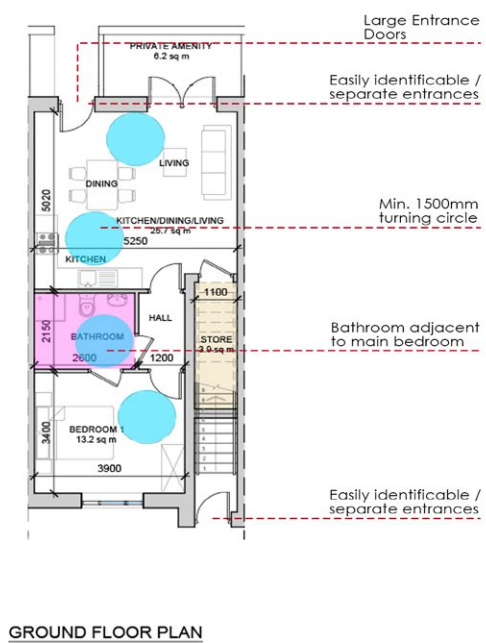 Large Entrance
Doors
PRIVATE AMENITY
6.2 sq m
Easily identificable /
separate entrances
LIVING
DINING
5020
Min. 1500mm
turning circle
KITCHEN/DINING/LIVING
25.7 sq m
5250
KITCHEN
1100
HALL
2150
BATHROOM
STORE
3.9 sq m
Bathroom adjacent
to main bedroom
2600
1200
3400
BEDROOM 1
13.2 sq m
3900
Easily identificable /
separate entrances
GROUND FLOOR PLAN